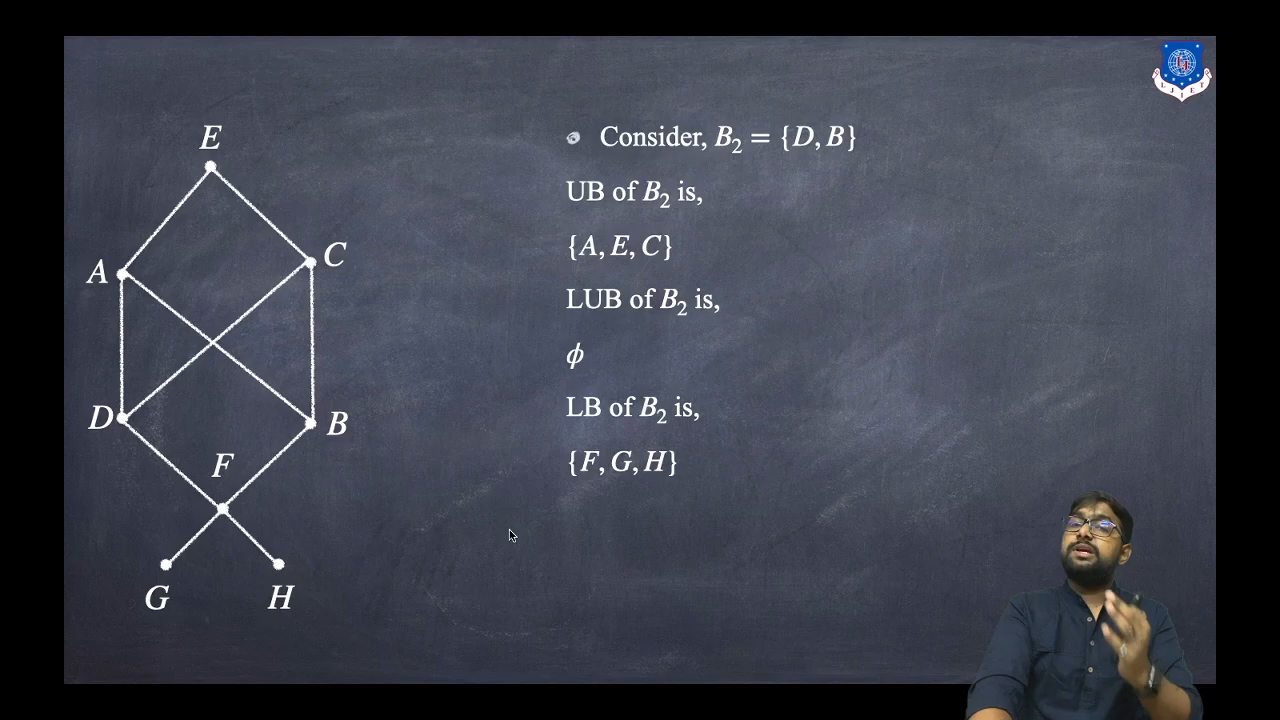 E
A
C
D
B
F
G
H
• Consider, B₂ = {D, B}
UB of B₂ is,
{A, E, C}
LUB of B₂ is,
ϕ
LB of B₂ is,
{F, G, H}
L J I E T